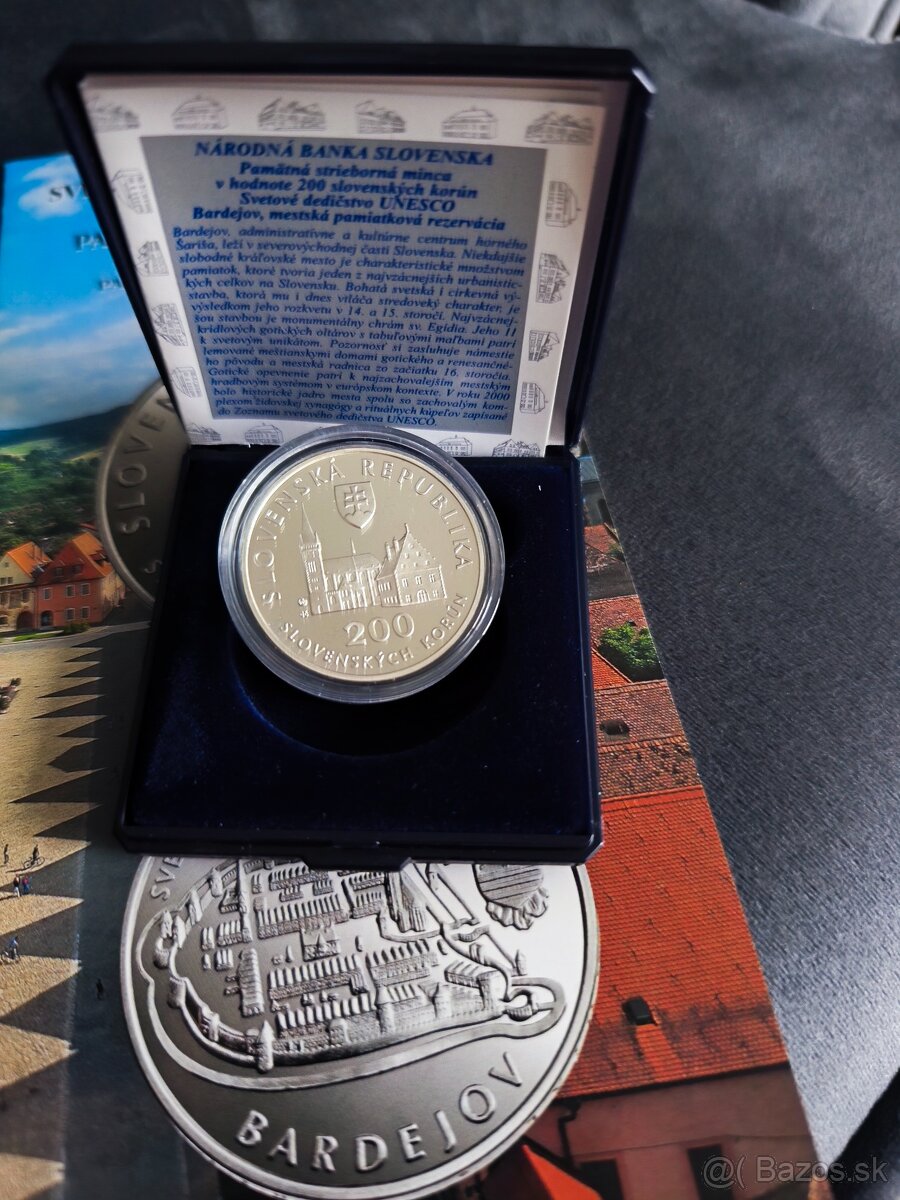 NÁRODNÁ BANKA SLOVENSKA
Pamätná strieborná minca
v hodnote 200 slovenských korún
Svetové dedičstvo UNESCO
Bardejov, mestská pamiatková rezervácia
Bardejov, administratívne a kultúrne centrum horného
Šariša, leží v severovýchodnej časti Slovenska. Niekdajšie
slobodné kráľovské mesto je charakteristické množstvom
pamiatok, ktoré tvoria jeden z najvzácnejších urbanistic-
kých celkov na Slovensku. Bohatá svetská i cirkevná vý-
stavba, ktorá mu i dnes vtláča stredoveký charakter, je
výsledkom jeho rozkvetu v 14. a 15. storočí. Najvzácnej-
šou stavbou je monumentálny chrám sv. Egídia. Jeho 11
krídlových gotických oltárov s tabuľovými maľbami patrí
k svetovým unikátom. Pozornosť si zasluhuje námestie
lemované meštianskymi domami gotického a renesančné-
ho pôvodu a mestská radnica zo začiatku 16. storočia.
Gotické opevnenie patrí k najzachovalejším mestským
hradbovým systémom v európskom kontexte. V roku 2000
bolo historické jadro mesta spolu so zachovalým kom-
plexom židovskej synagógy a rituálnych kúpeľov zapísané
do Zoznamu svetového dedičstva UNESCO.
SLOVENSKÁ REPUBLIKA
200
SLOVENSKÝCH KORÚN
SLOVEN
S
SVE
BARDEJOV
@( Bazos.sk